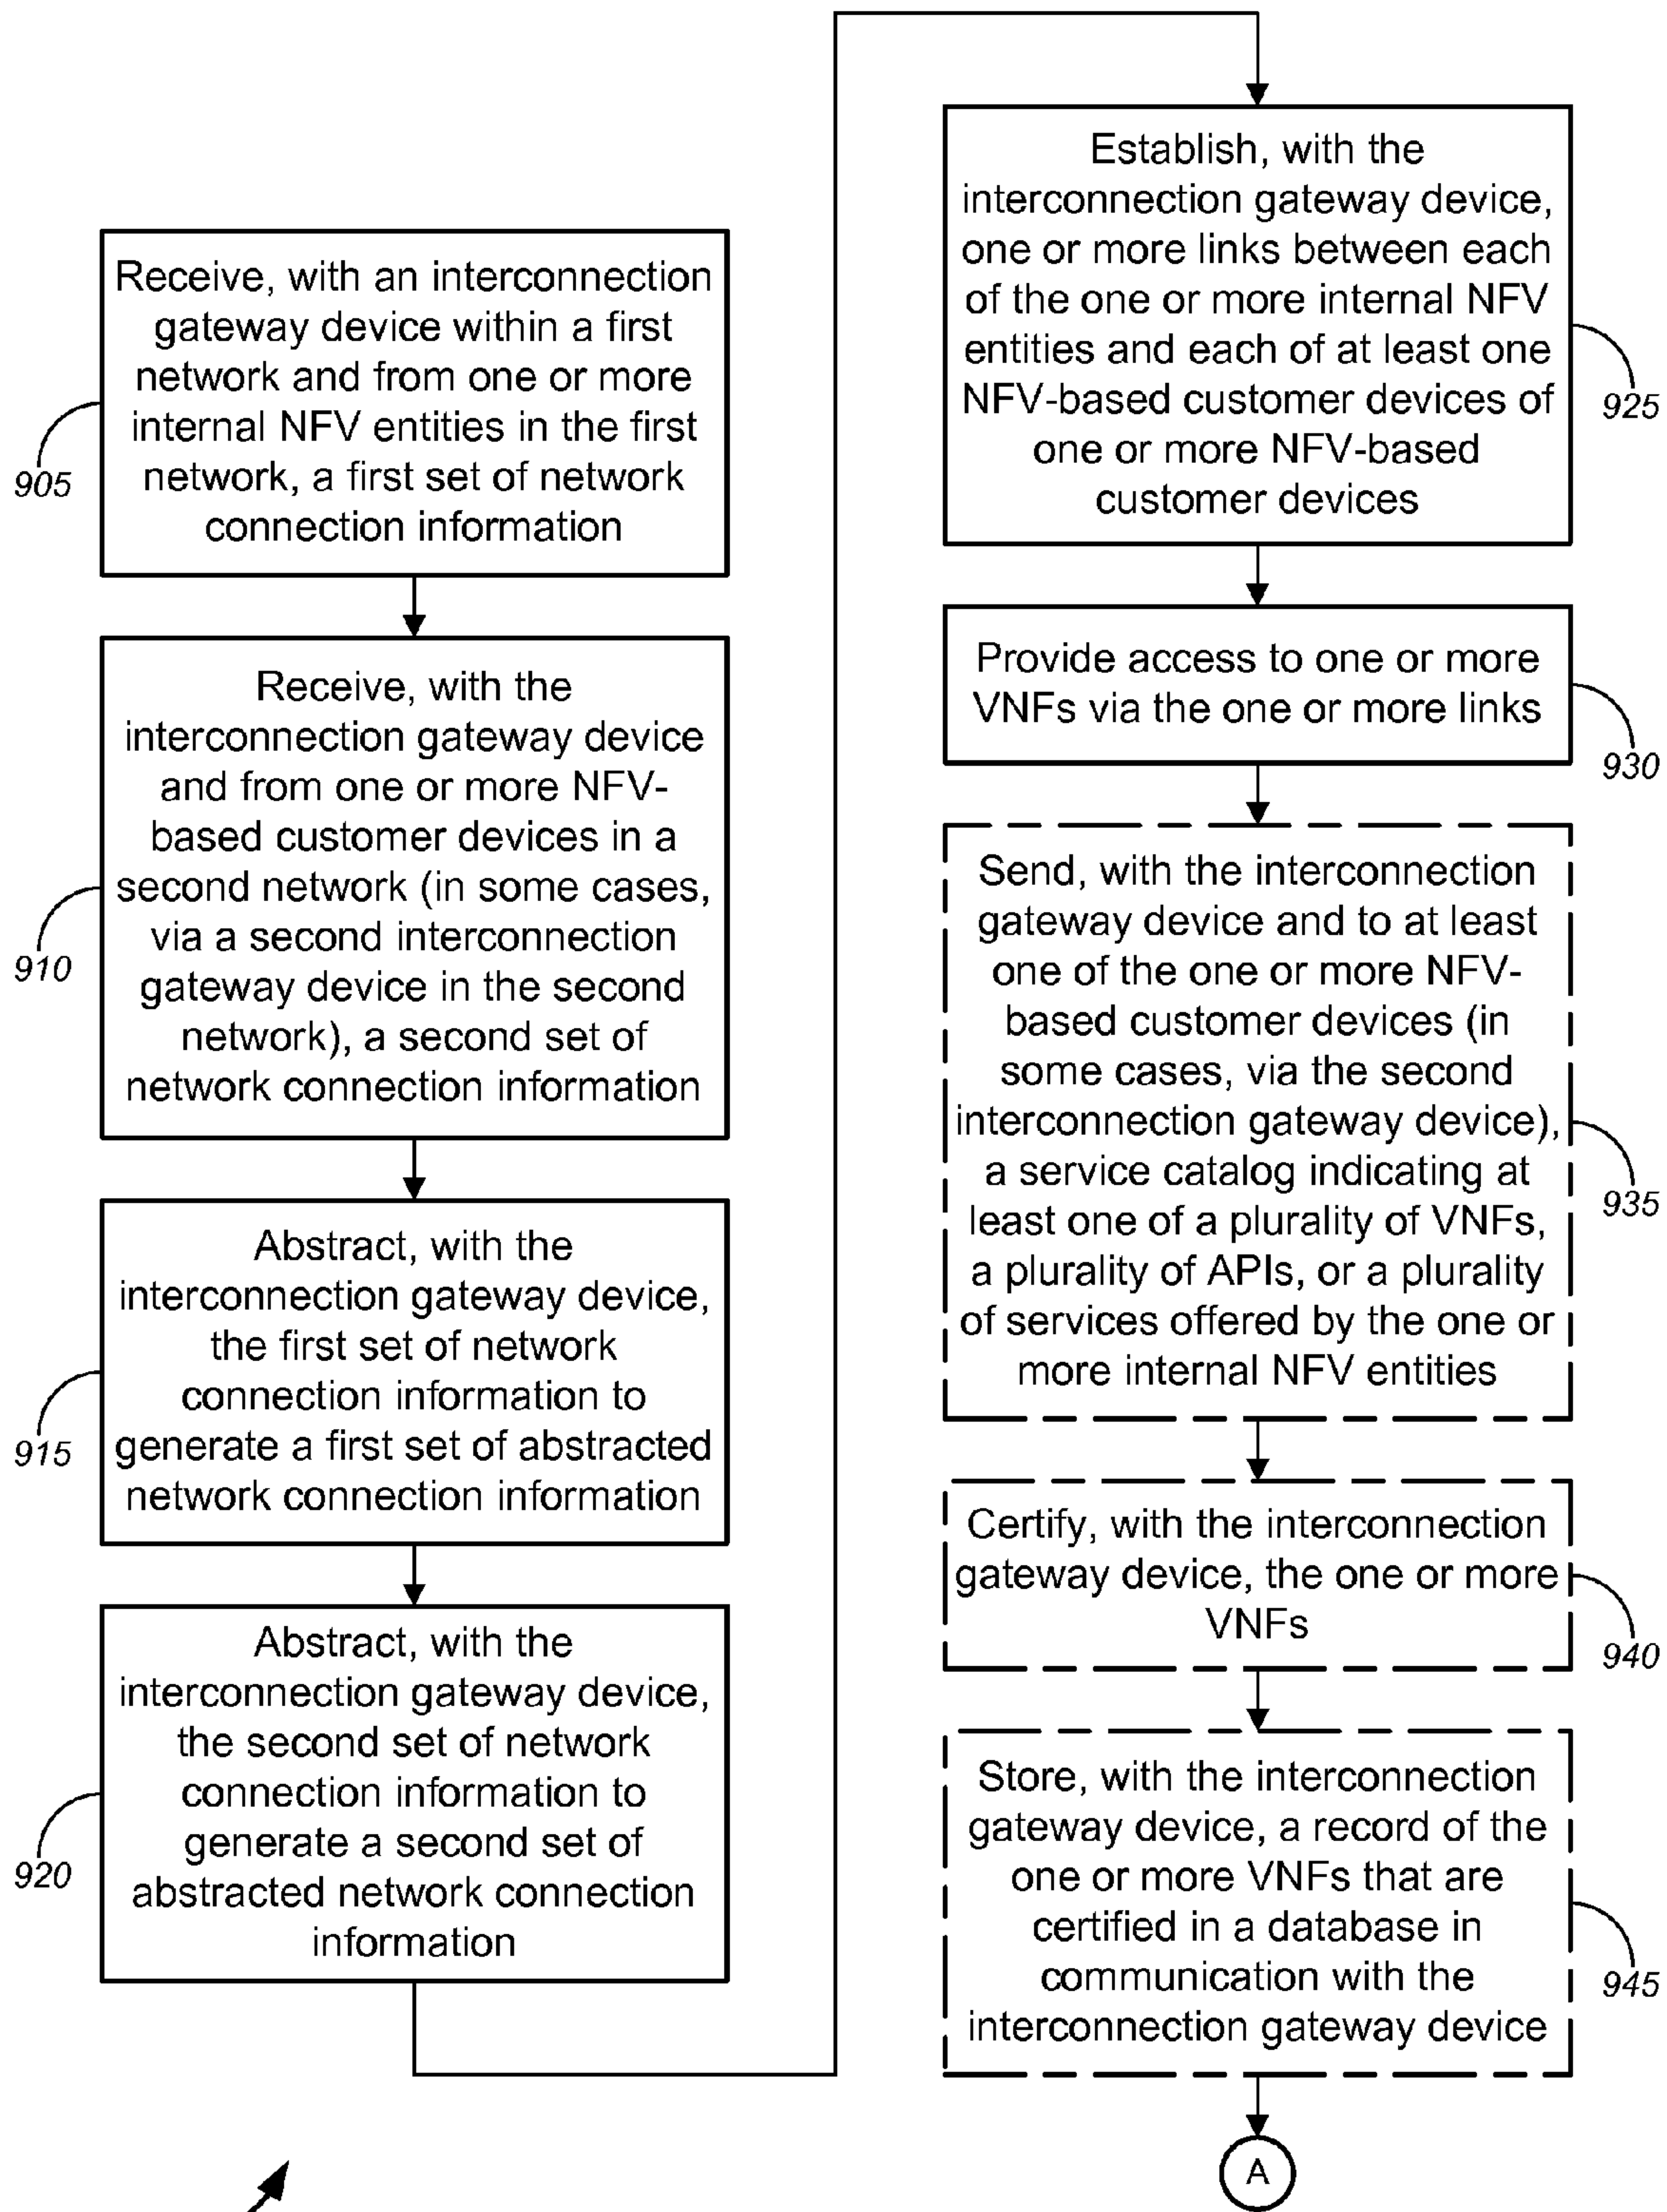 Receive, with an interconnection
gateway device within a first
network and from one or more
internal NFV entities in the first
network, a first set of network
connection information
905
Receive, with the
interconnection gateway device
and from one or more NFV-
based customer devices in a
second network (in some cases,
via a second interconnection
gateway device in the second
network), a second set of
network connection information
910
Abstract, with the
interconnection gateway device,
the first set of network
connection information to
generate a first set of abstracted
network connection information
915
Abstract, with the
interconnection gateway device,
the second set of network
connection information to
generate a second set of
abstracted network connection
information
920
Establish, with the
interconnection gateway device,
one or more links between each
of the one or more internal NFV
entities and each of at least one
NFV-based customer devices of
one or more NFV-based
customer devices
925
Provide access to one or more
VNFs via the one or more links
930
Send, with the interconnection
gateway device and to at least
one of the one or more NFV-
based customer devices (in
some cases, via the second
interconnection gateway device),
a service catalog indicating at
least one of a plurality of VNFs,
a plurality of APIs, or a plurality
of services offered by the one or
more internal NFV entities
935
Certify, with the interconnection
gateway device, the one or more
VNFs
940
Store, with the interconnection
gateway device, a record of the
one or more VNFs that are
certified in a database in
communication with the
interconnection gateway device
945
A